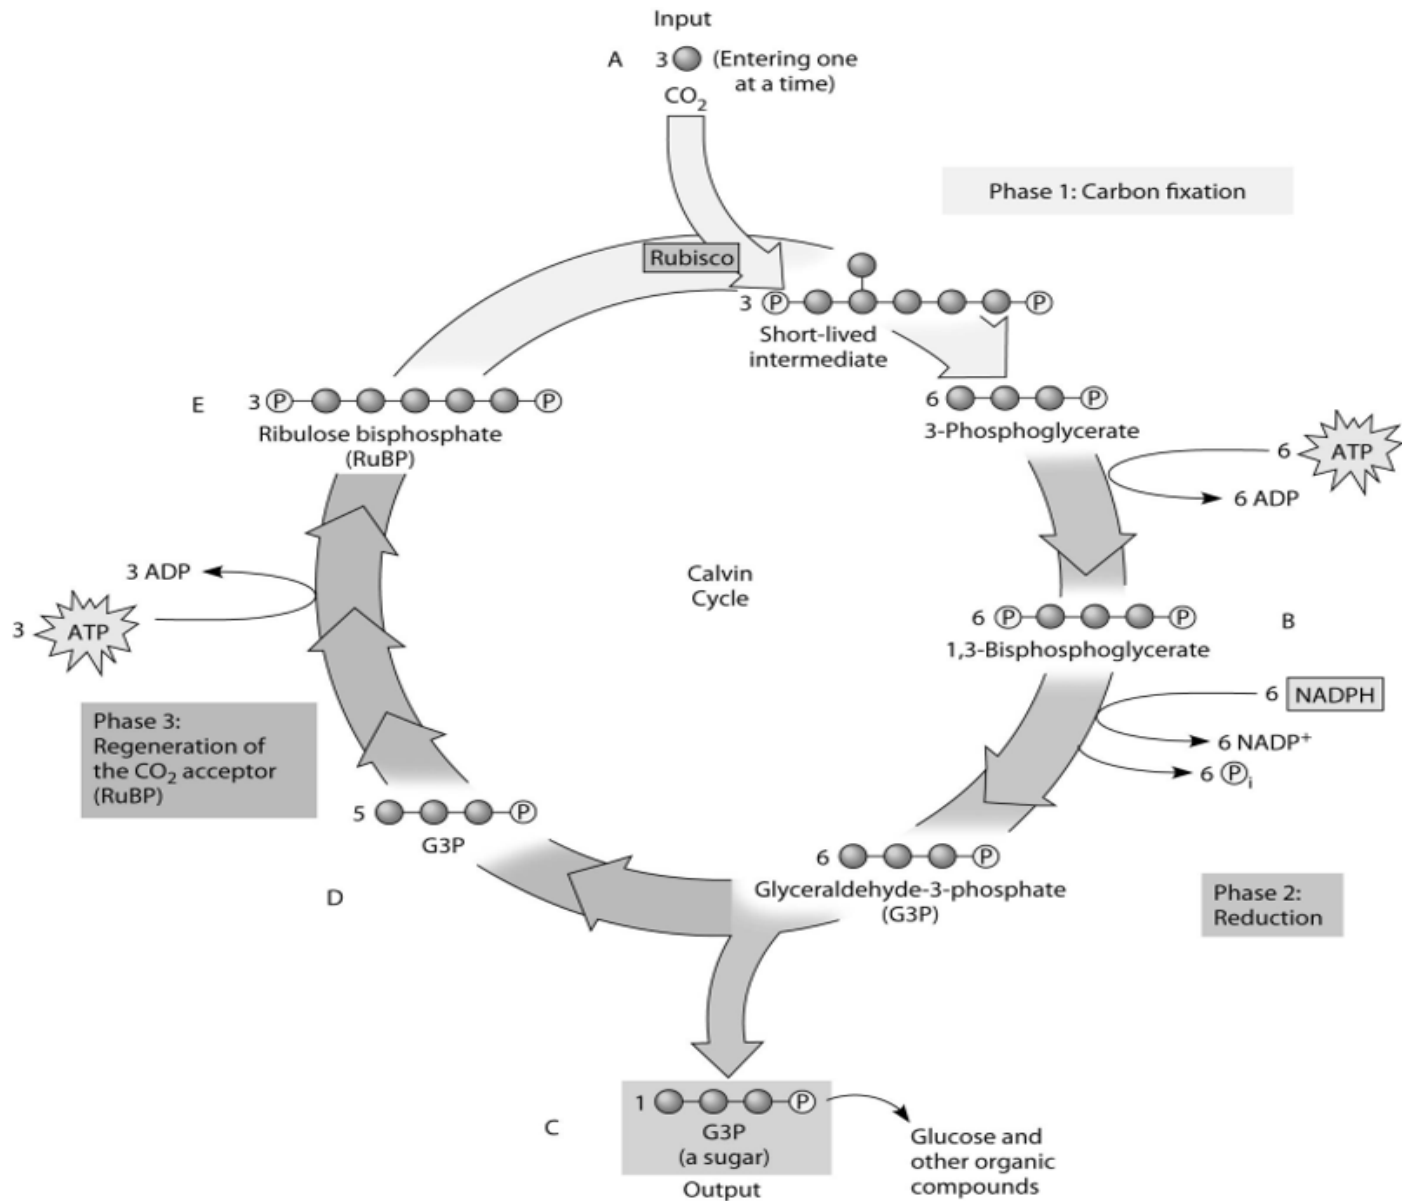 Input
A
3
(Entering one
at a time)
CO₂
Phase 1: Carbon fixation
Rubisco
3 P P
Short-lived
intermediate
6 P
3-Phosphoglycerate
6 ATP
6 ADP
E
3 P P
Ribulose bisphosphate
(RuBP)
3 ADP
3 ATP
Calvin
Cycle
6 P P
1,3-Bisphosphoglycerate
B
6 NADPH
6 NADP⁺
6 Pᵢ
Phase 3:
Regeneration of
the CO₂ acceptor
(RuBP)
5 P
G3P
D
6 P
Glyceraldehyde-3-phosphate
(G3P)
Phase 2:
Reduction
C
1 P
G3P
(a sugar)
Output
Glucose and
other organic
compounds